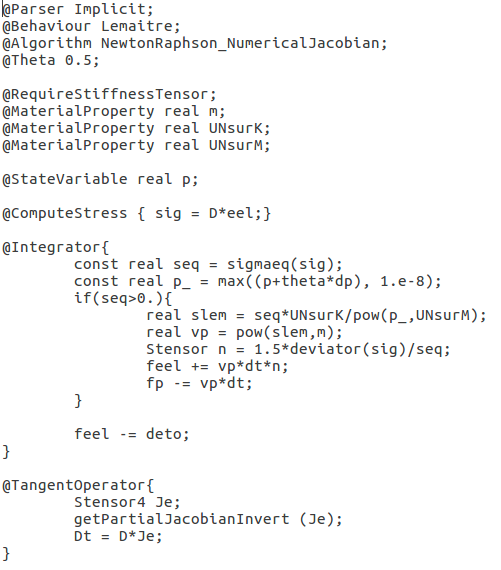 @Parser Implicit;
@Behaviour Lemaitre;
@Algorithm NewtonRaphson_NumericalJacobian;
@Theta 0.5;

@RequireStiffnessTensor;
@MaterialProperty real m;
@MaterialProperty real UNsurK;
@MaterialProperty real UNsurM;

@StateVariable real p;

@ComputeStress { sig = D*eel;}

@Integrator{
        const real seq = sigmaeq(sig);
        const real p_ = max((p+theta*dp), 1.e-8);
        if(seq>0.){
                real slem = seq*UNsurK/pow(p_,UNsurM);
                real vp = pow(slem,m);
                Stensor n = 1.5*deviator(sig)/seq;
                feel += vp*dt*n;
                fp -= vp*dt;
        }

        feel -= deto;
}

@TangentOperator{
        Stensor4 Je;
        getPartialJacobianInvert (Je);
        Dt = D*Je;
}